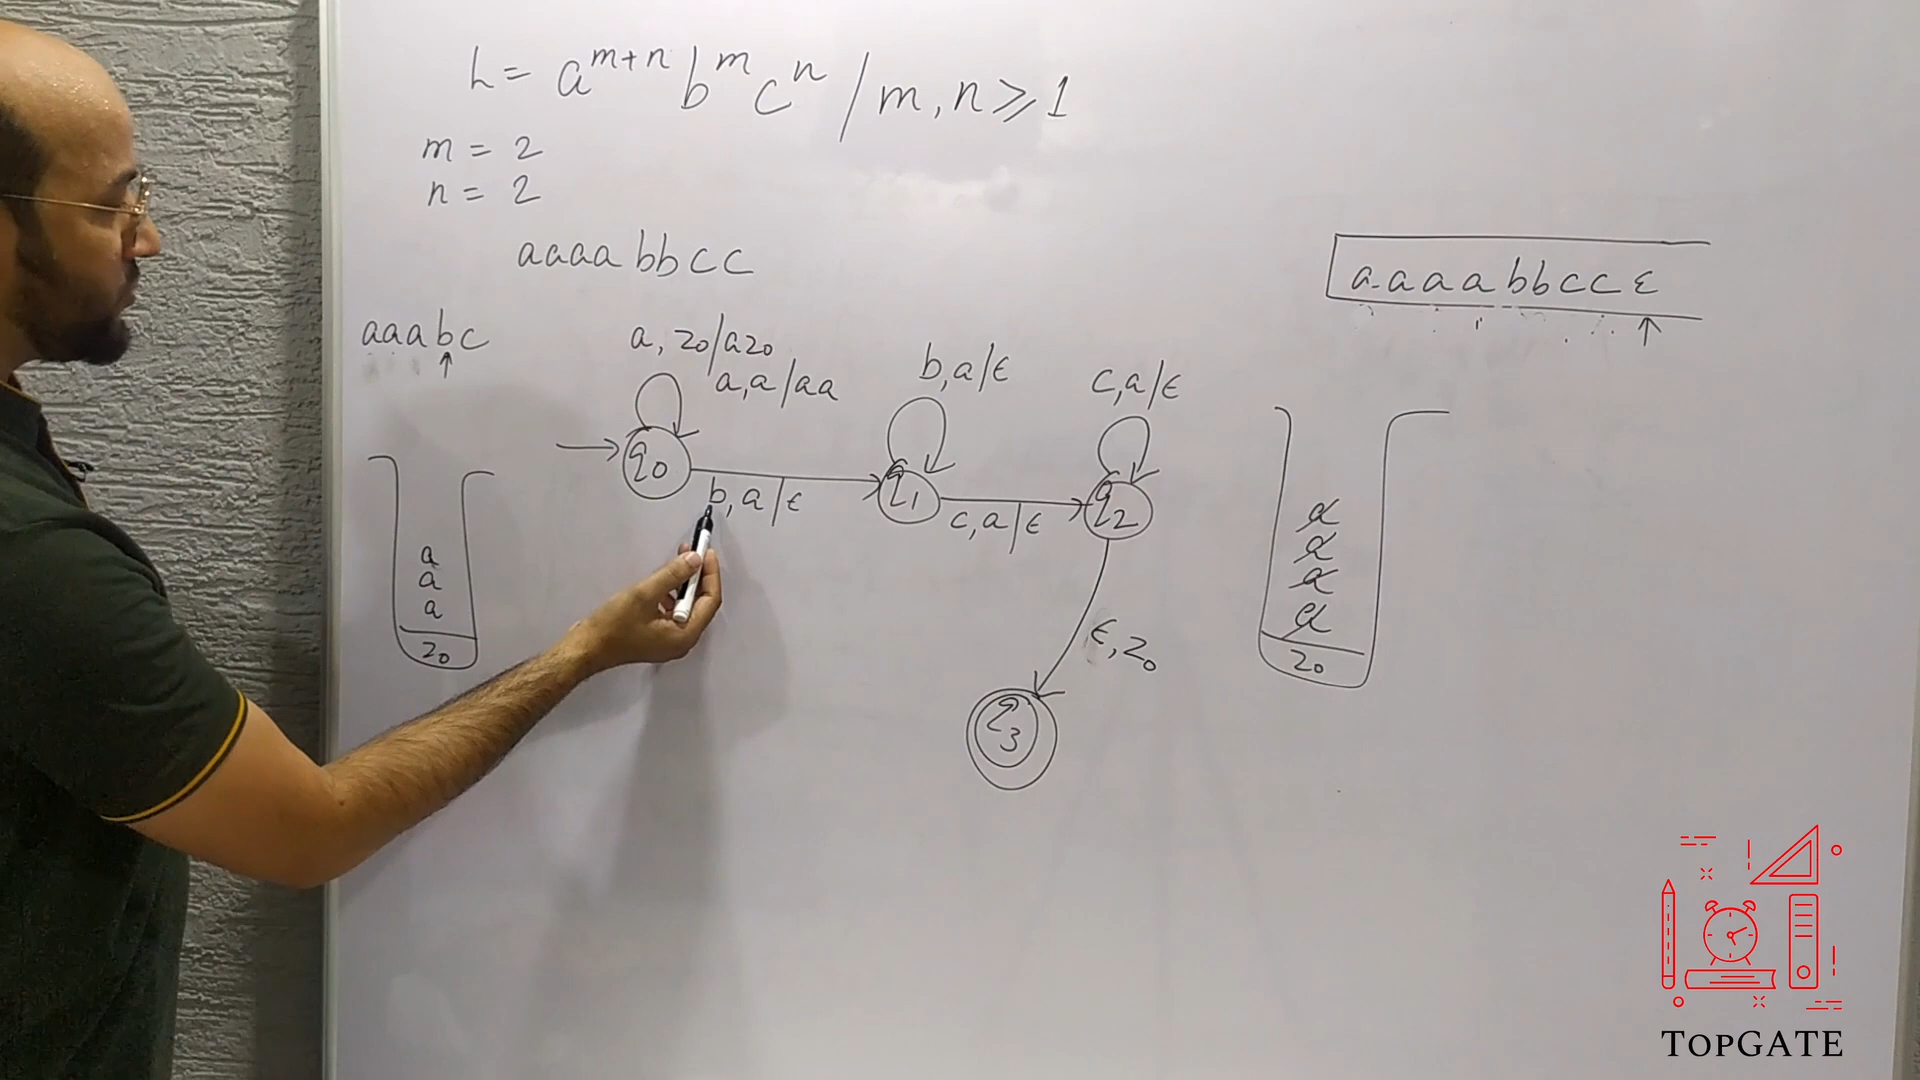 L = a^{m+n} b^m c^n / m, n ≥ 1
m = 2
n = 2
aaaabbcc
aaaabbccε
↑
aaabc
↑
a, z₀/az₀
a,a/aa
b,a/ε
c,a/ε
q₀
b,a/ε
q₁
c,a/ε
q₂
a
a
a
z₀
a
a
a
a
z₀
ε, z₀
q₃
TOPGATE